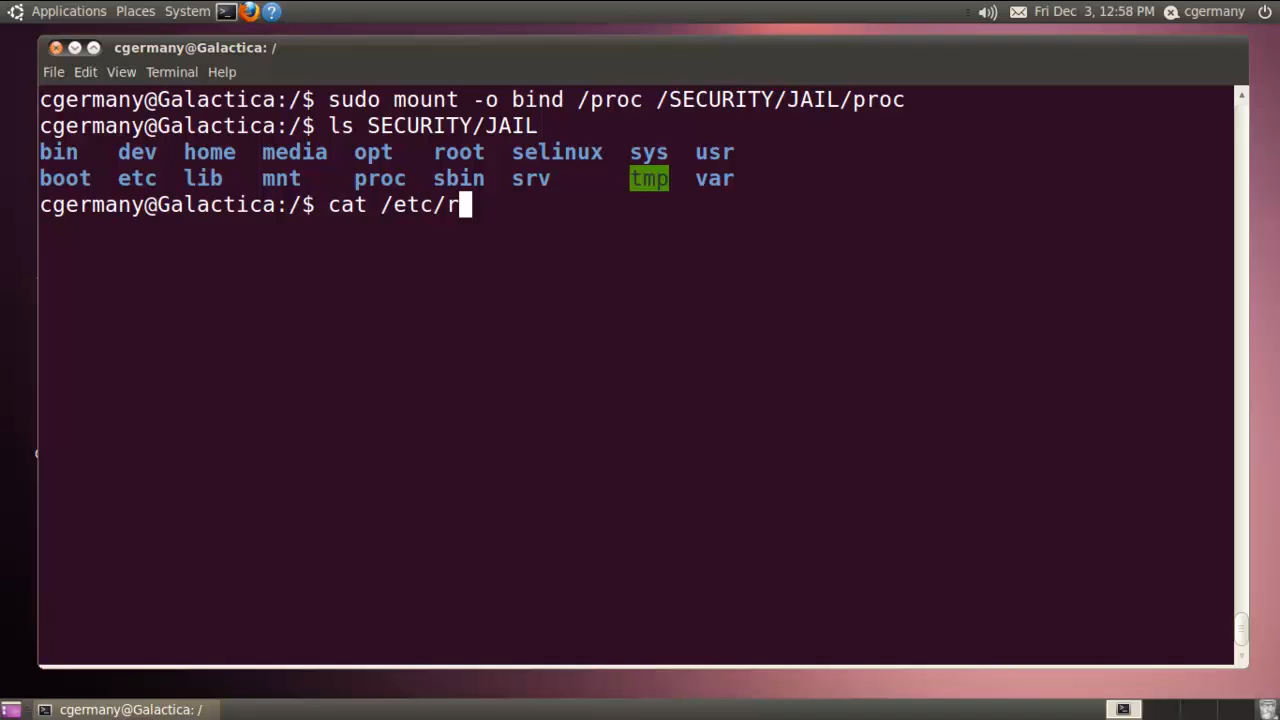 Applications Places System Fri Dec 3, 12:58 PM cgermany
cgermany@Galactica: /
File Edit View Terminal Help
cgermany@Galactica:/$ sudo mount -o bind /proc /SECURITY/JAIL/proc
cgermany@Galactica:/$ ls SECURITY/JAIL
bin dev home media opt root selinux sys usr
boot etc lib mnt proc sbin srv tmp var
cgermany@Galactica:/$ cat /etc/r
cgermany@Galactica: /